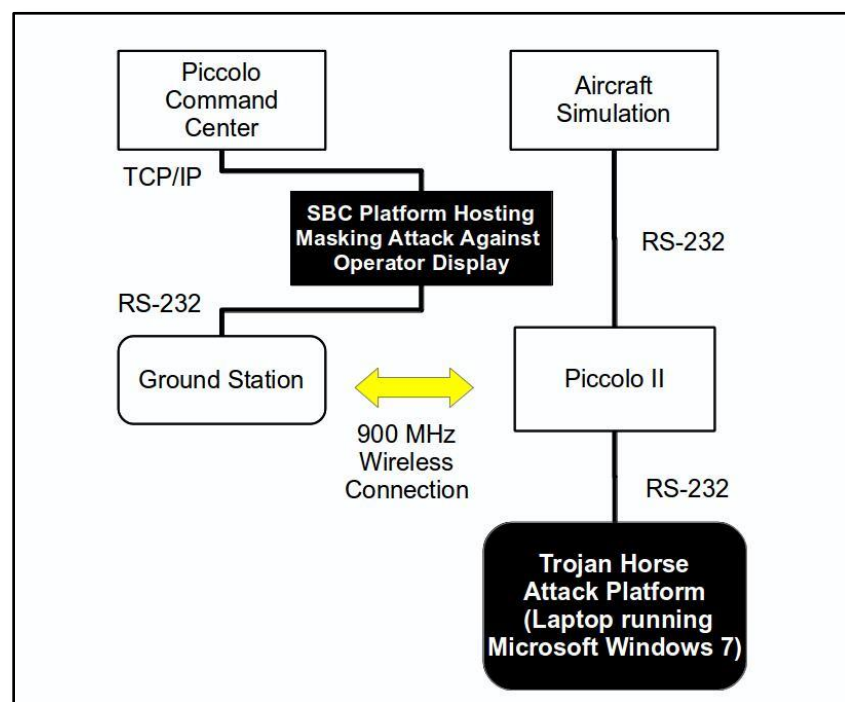 Piccolo
Command
Center
Aircraft
Simulation
TCP/IP
SBC Platform Hosting
Masking Attack Against
Operator Display
RS-232
RS-232
Ground Station
Piccolo II
900 MHz
Wireless
Connection
RS-232
Trojan Horse
Attack Platform
(Laptop running
Microsoft Windows 7)